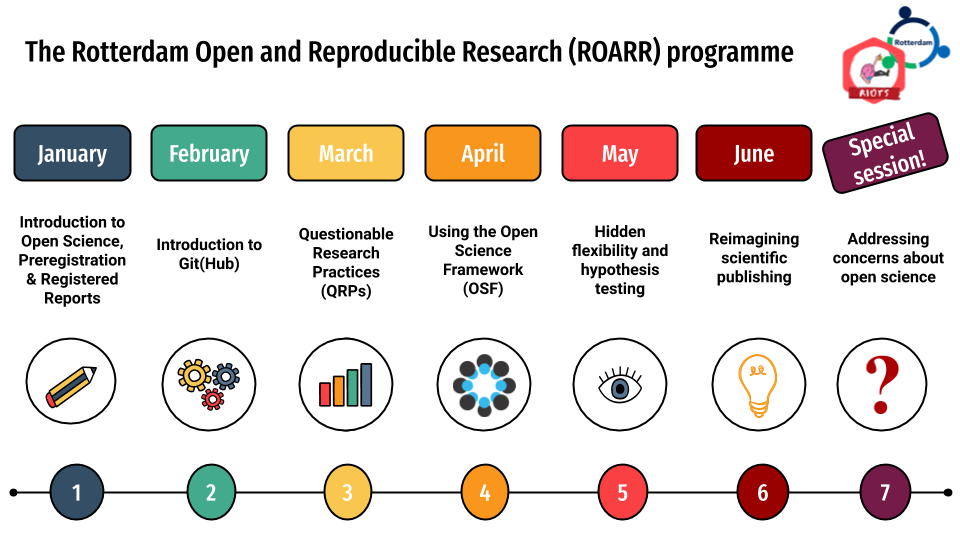 The Rotterdam Open and Reproducible Research (ROARR) programme
Rotterdam
RIOTS
January
February
March
April
May
June
Special
session!
Introduction to
Open Science,
Preregistration
& Registered
Reports
Introduction to
Git(Hub)
Questionable
Research
Practices
(QRPs)
Using the Open
Science
Framework
(OSF)
Hidden
flexibility and
hypothesis
testing
Reimagining
scientific
publishing
Addressing
concerns about
open science
?
1
2
3
4
5
6
7